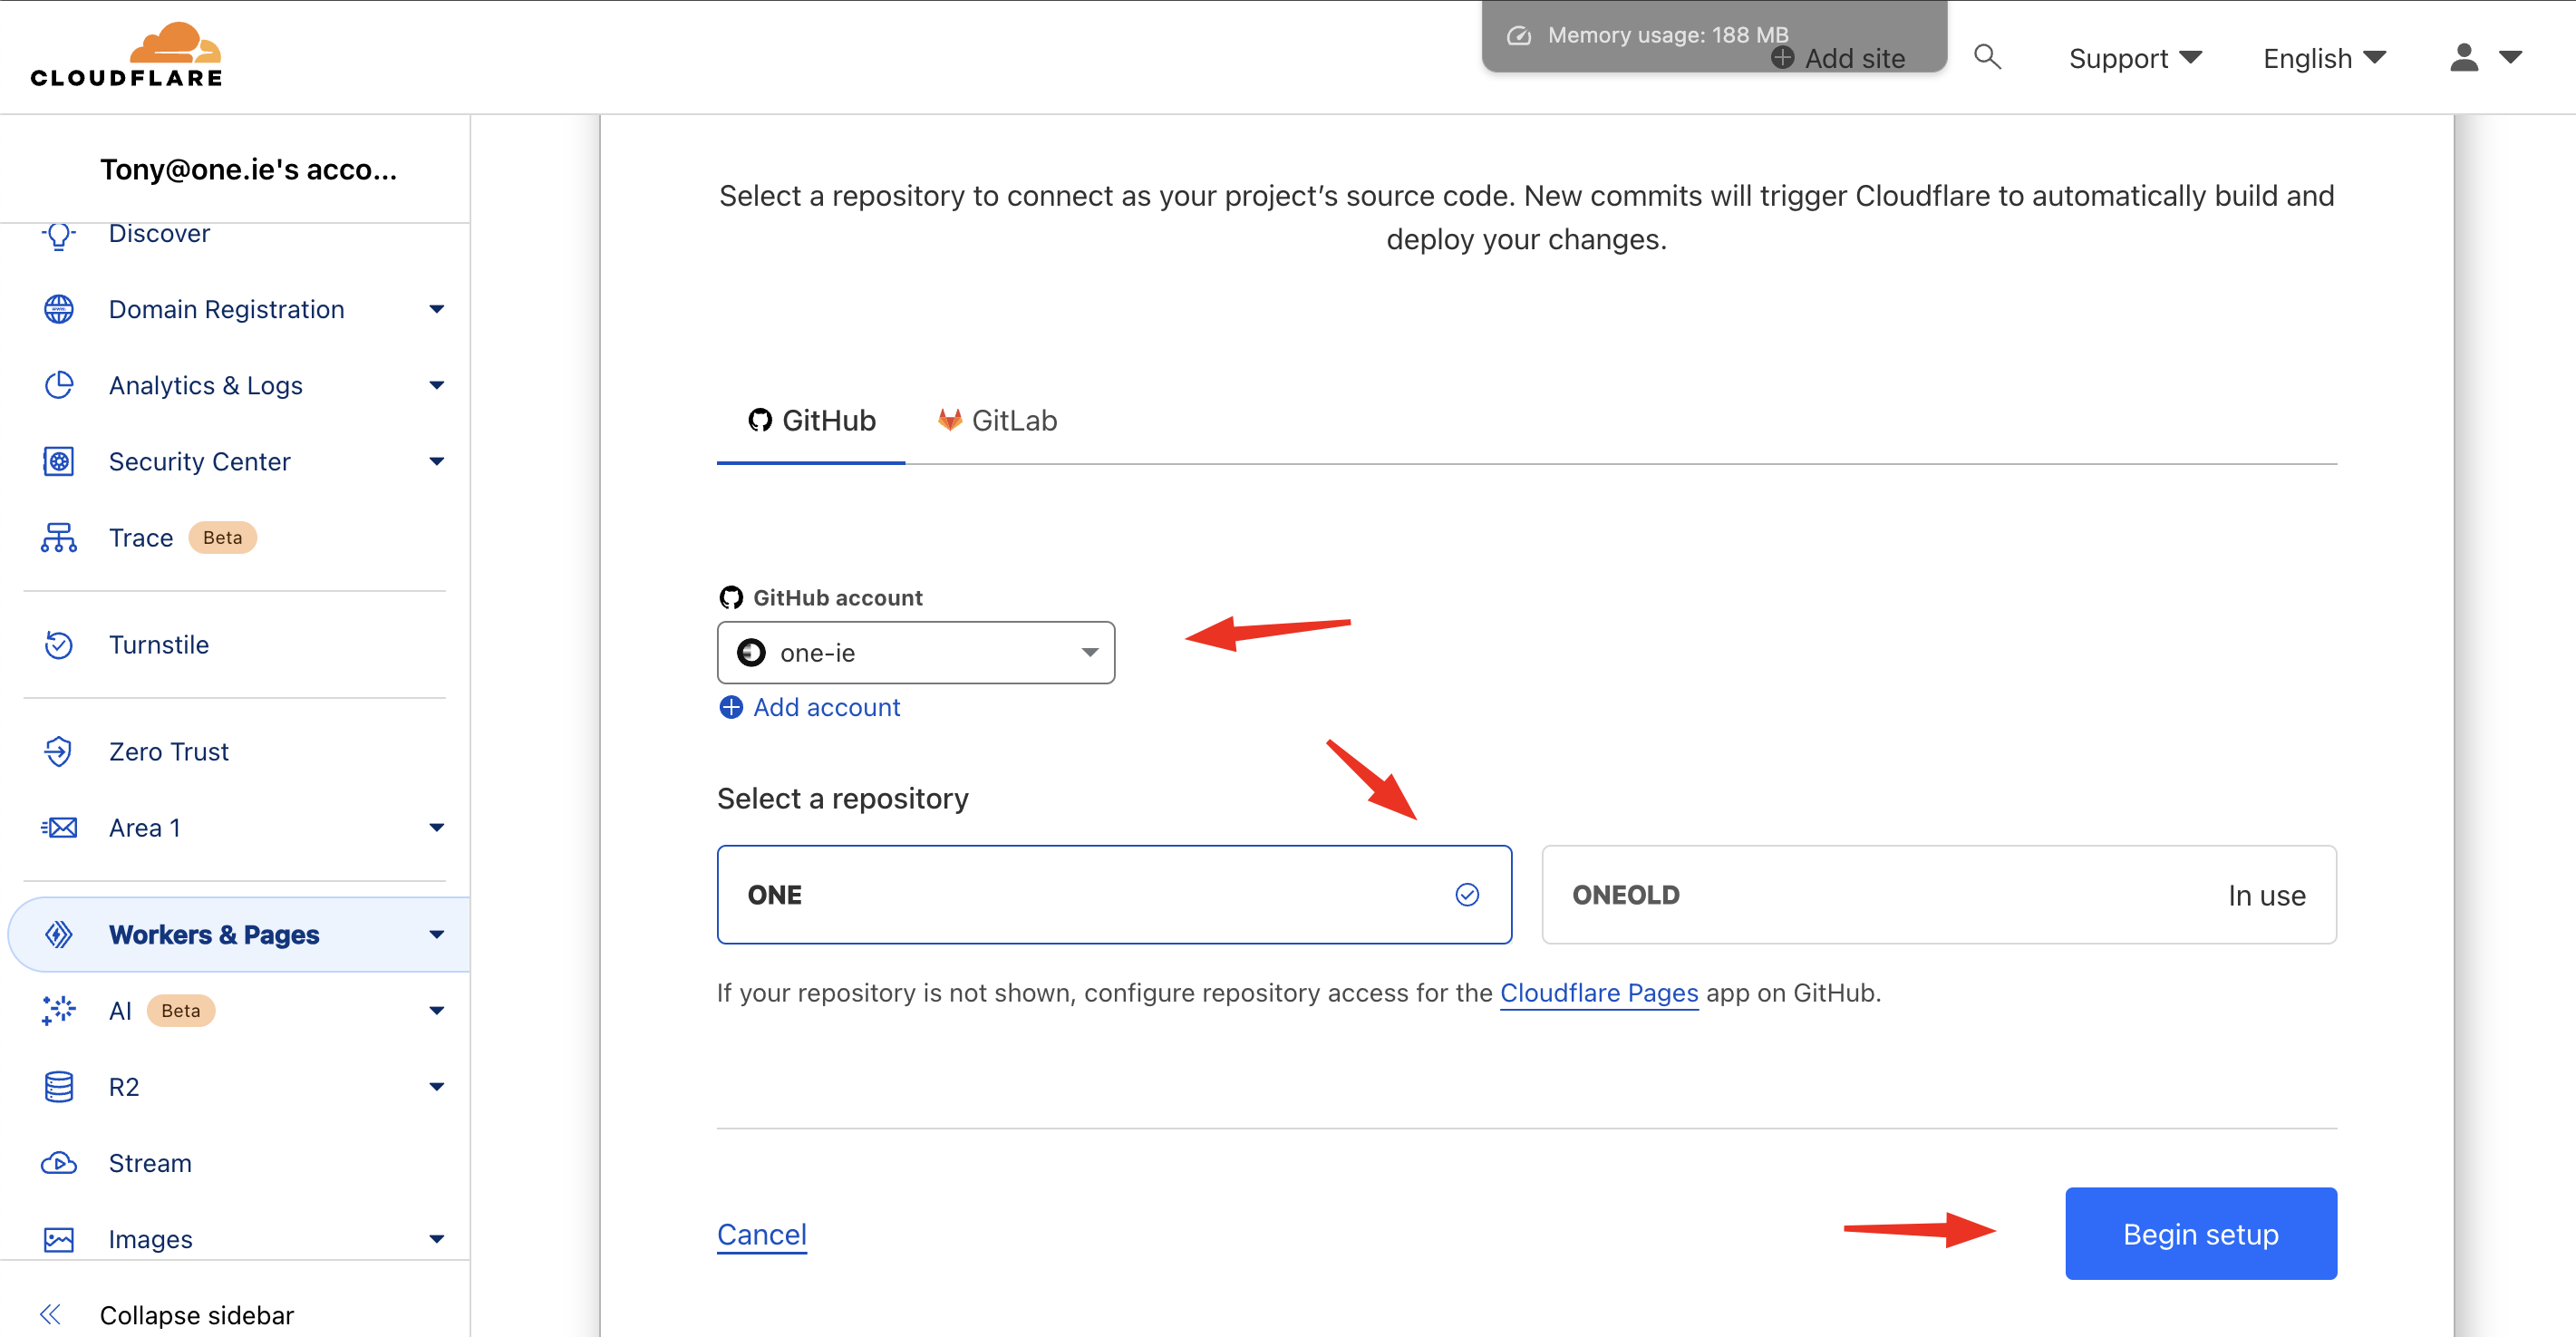 CLOUDFLARE
Memory usage: 188 MB
Add site
Support
English
Tony@one.ie's acco...
Discover
Domain Registration
Analytics & Logs
Security Center
Trace Beta
Turnstile
Zero Trust
Area 1
Workers & Pages
AI Beta
R2
Stream
Images
Collapse sidebar
Select a repository to connect as your project’s source code. New commits will trigger Cloudflare to automatically build and
deploy your changes.
GitHub GitLab
GitHub account
one-ie
Add account
Select a repository
ONE
ONEOLD In use
If your repository is not shown, configure repository access for the Cloudflare Pages app on GitHub.
Cancel
Begin setup